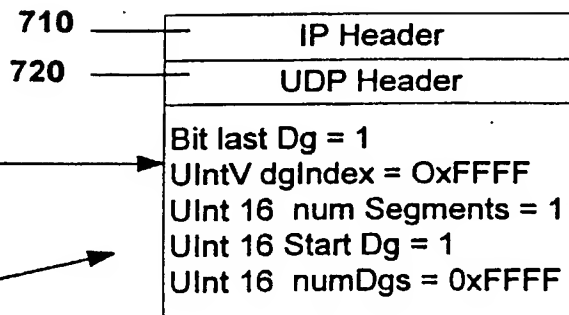 710
IP Header
720
UDP Header
Bit last Dg = 1
UIntV dgIndex = OxFFFF
UInt 16 num Segments = 1
UInt 16 Start Dg = 1
UInt 16 numDgs = 0xFFFF